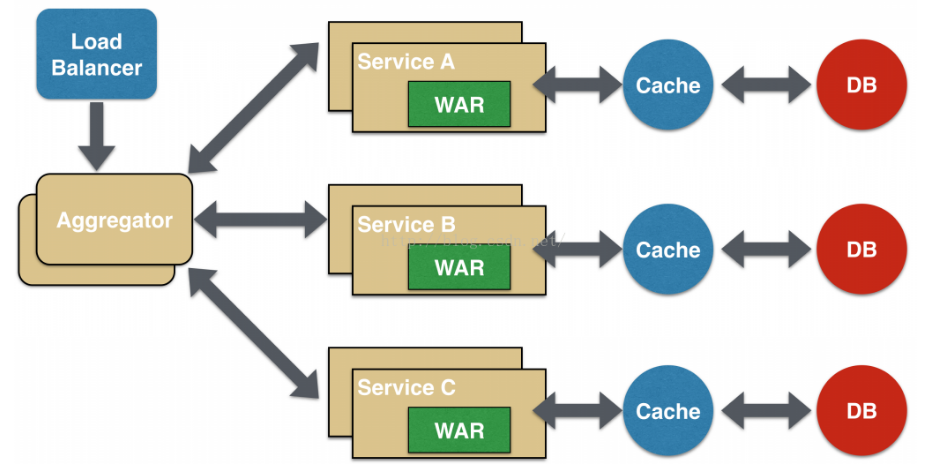 Load
Balancer
Aggregator
Service A
WAR
Cache
DB
Service B
http://blog.csdn.net/
WAR
Cache
DB
Service C
WAR
Cache
DB